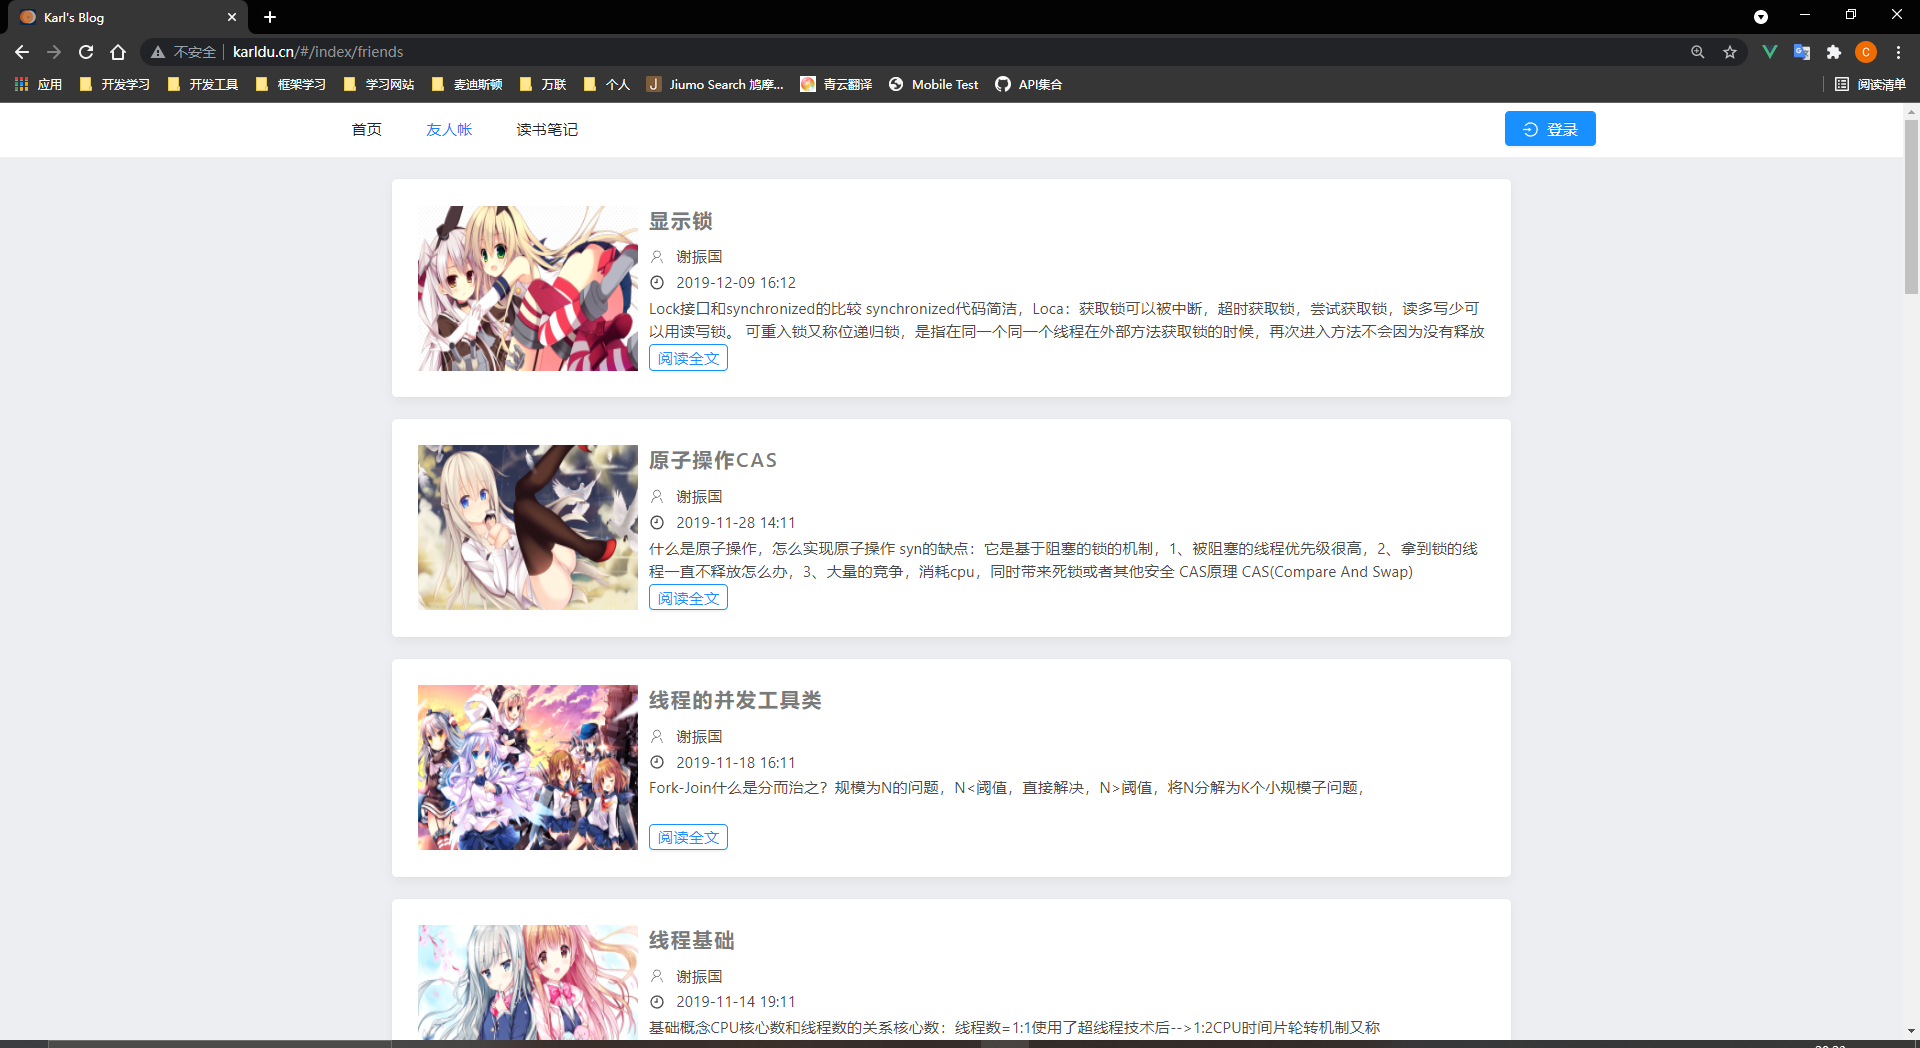 Karl's Blog
不安全 karldu.cn/#/index/friends
应用 开发学习 开发工具 框架学习 学习网站 麦迪斯顿 万联 个人 Jiumo Search 鸠摩... 青云翻译 Mobile Test API集合 阅读清单
首页 友人帐 读书笔记 登录
显示锁
谢振国
2019-12-09 16:12
Lock接口和synchronized的比较 synchronized代码简洁，Loca：获取锁可以被中断，超时获取锁，尝试获取锁，读多写少可
以用读写锁。 可重入锁又称位递归锁，是指在同一个同一个线程在外部方法获取锁的时候，再次进入方法不会因为没有释放
阅读全文
原子操作CAS
谢振国
2019-11-28 14:11
什么是原子操作，怎么实现原子操作 syn的缺点：它是基于阻塞的锁的机制，1、被阻塞的线程优先级很高，2、拿到锁的线
程一直不释放怎么办，3、大量的竞争，消耗cpu，同时带来死锁或者其他安全 CAS原理 CAS(Compare And Swap)
阅读全文
线程的并发工具类
谢振国
2019-11-18 16:11
Fork-Join什么是分而治之？规模为N的问题，N<阈值，直接解决，N>阈值，将N分解为K个小规模子问题，
阅读全文
线程基础
谢振国
2019-11-14 19:11
基础概念CPU核心数和线程数的关系核心数：线程数=1:1使用了超线程技术后-->1:2CPU时间片轮转机制又称